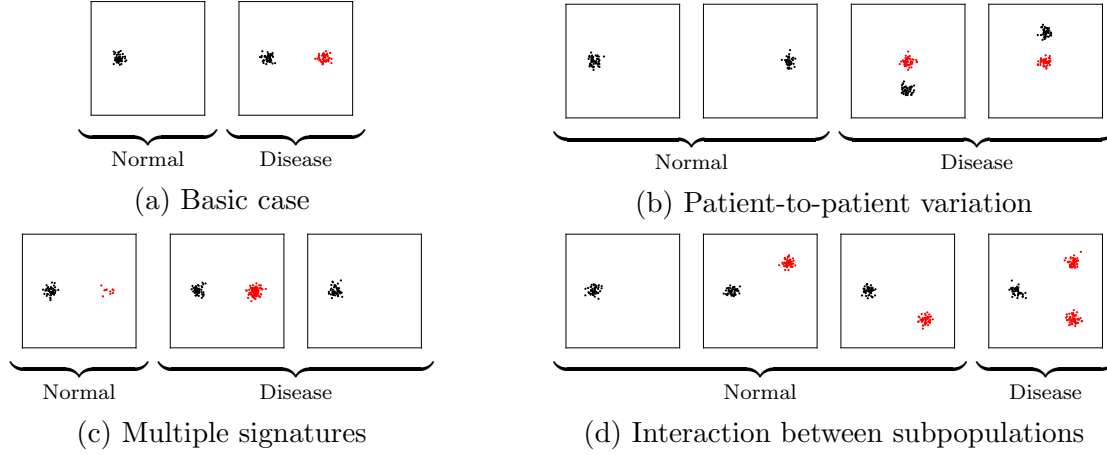 Normal
Disease
(a) Basic case
Normal
Disease
(b) Patient-to-patient variation
Normal
Disease
(c) Multiple signatures
Normal
Disease
(d) Interaction between subpopulations